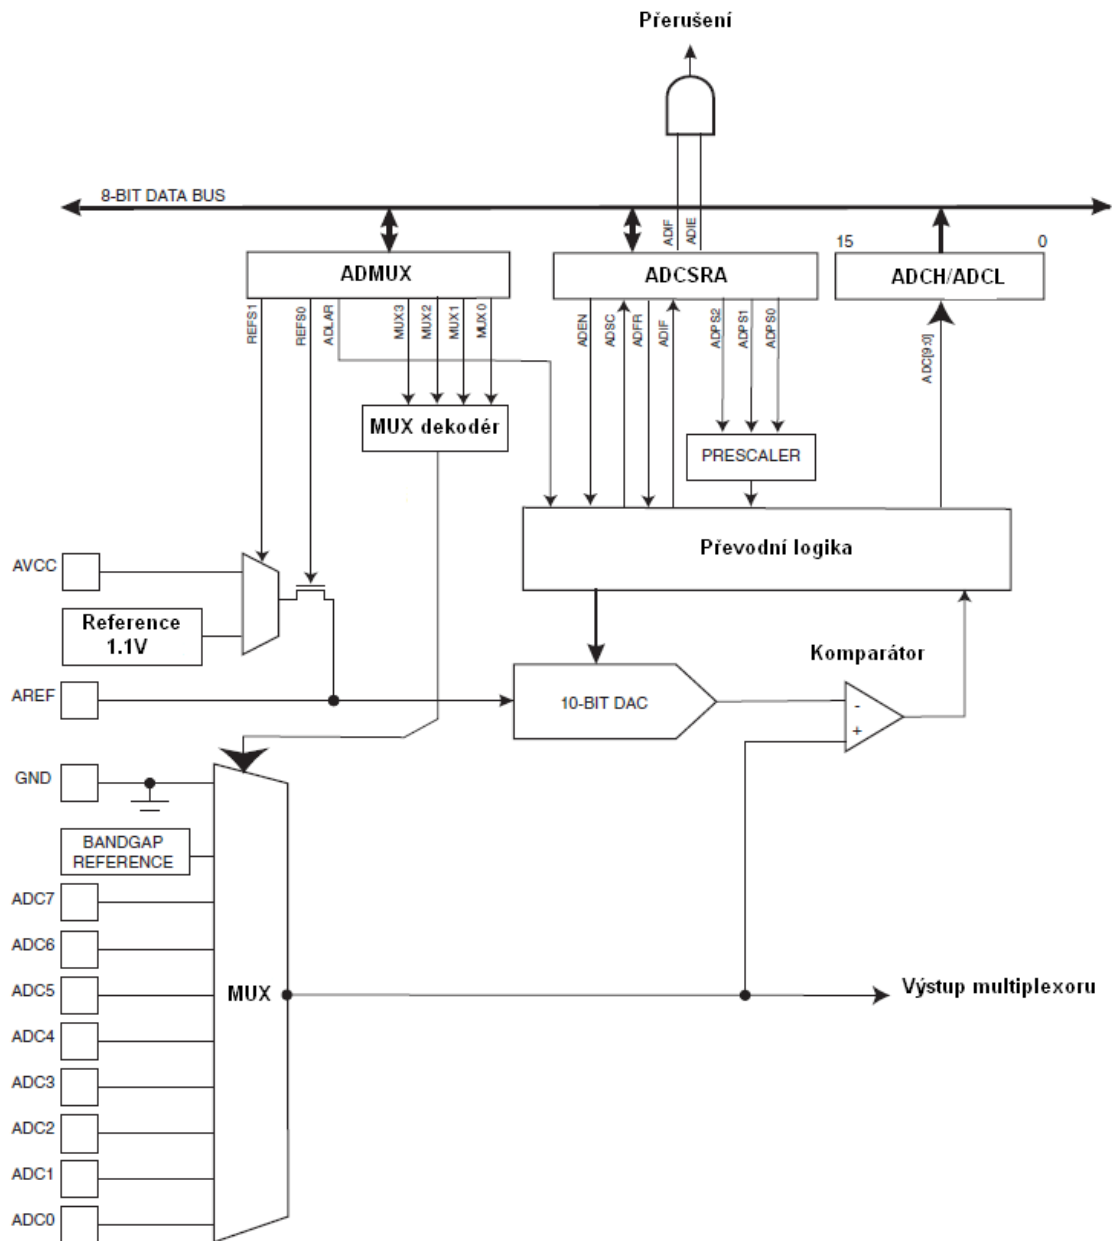 Přerušení
8-BIT DATA BUS
ADIF
ADIE
15
0
ADMUX
ADCSRA
ADCH/ADCL
REFS1
REFS0
ADLAR
MUX3
MUX2
MUX1
MUX0
ADEN
ADSC
ADFR
ADIF
ADPS2
ADPS1
ADPS0
ADC[9:0]
MUX dekodér
PRESCALER
Převodní logika
AVCC
Reference
1.1V
Komparátor
AREF
10-BIT DAC
-
+
GND
BANDGAP
REFERENCE
ADC7
ADC6
ADC5
MUX
Výstup multiplexoru
ADC4
ADC3
ADC2
ADC1
ADC0